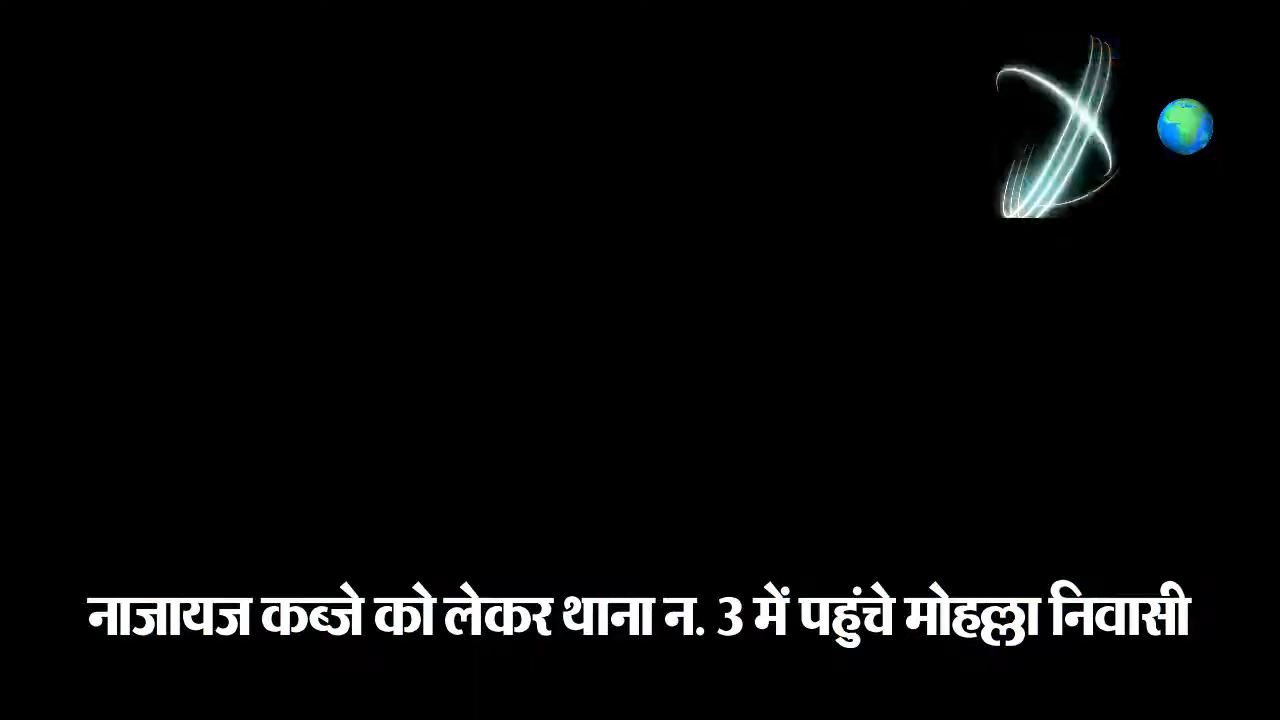 नाजायज कब्जे को लेकर थाना न. 3 में पहुंचे मोहल्ला निवासी